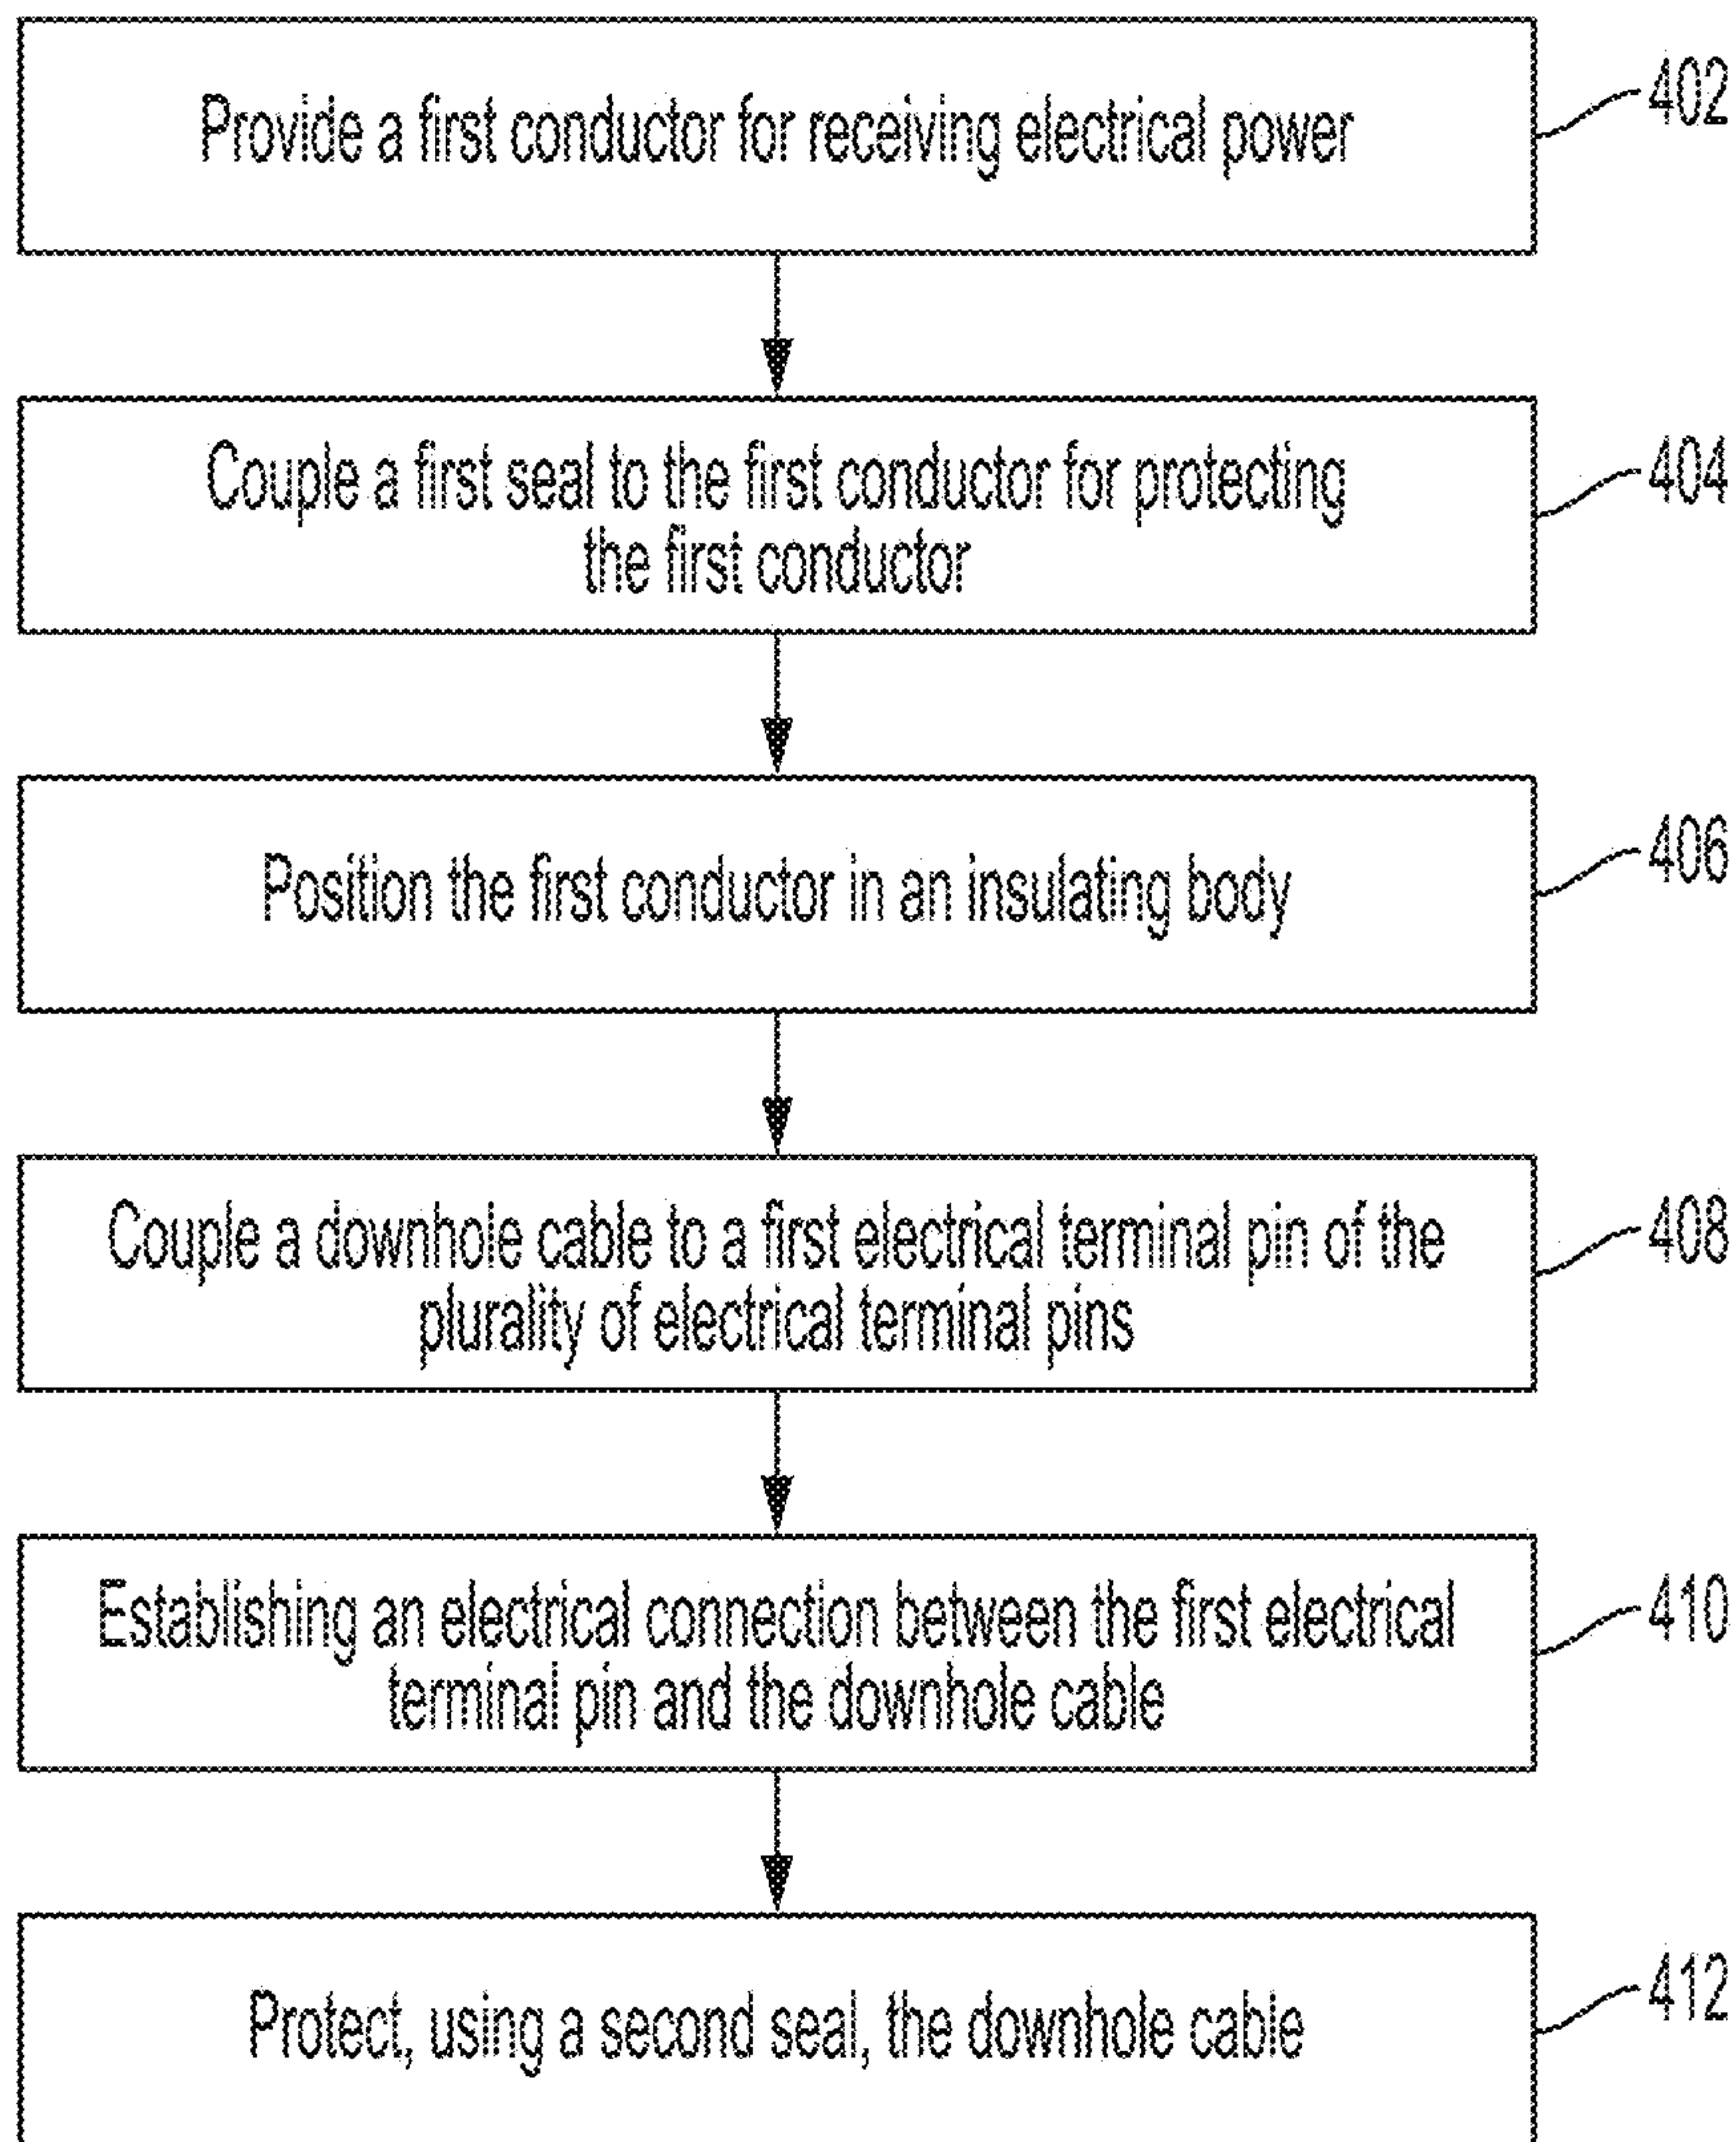 Provide a first conductor for receiving electrical power
402
Couple a first seal to the first conductor for protecting
the first conductor
404
Position the first conductor in an insulating body
406
Couple a downhole cable to a first electrical terminal pin of the
plurality of electrical terminal pins
408
Establishing an electrical connection between the first electrical
terminal pin and the downhole cable
410
Protect, using a second seal, the downhole cable
412